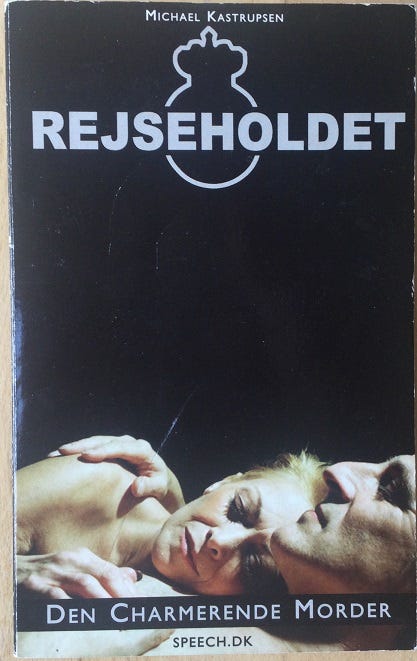 MICHAEL KASTRUPSEN
REJSEHOLDET
DEN CHARMERENDE MORDER
SPEECH.DK